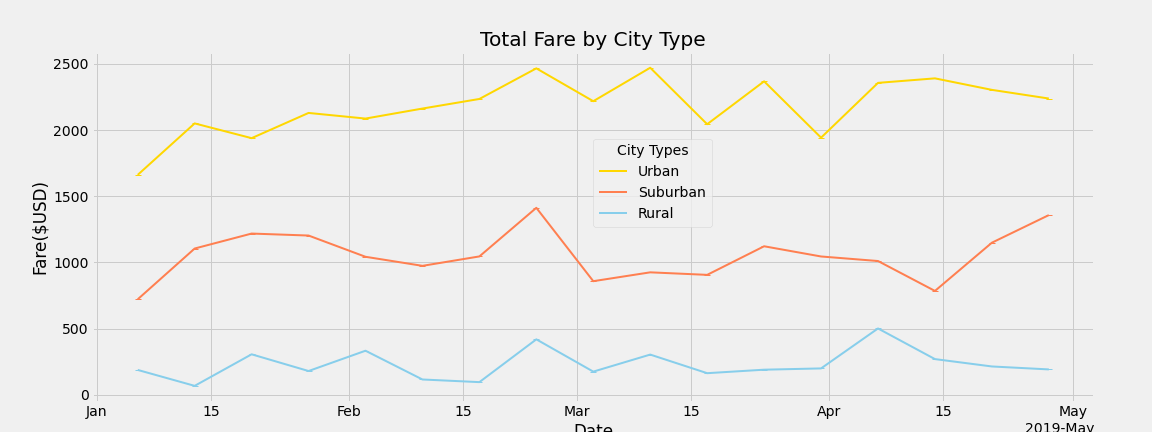 Total Fare by City Type
2500
2000
1500
1000
500
0
Fare($USD)
City Types
Urban
Suburban
Rural
Jan 15 Feb 15 Mar 15 Apr 15 May
2019-May
Date